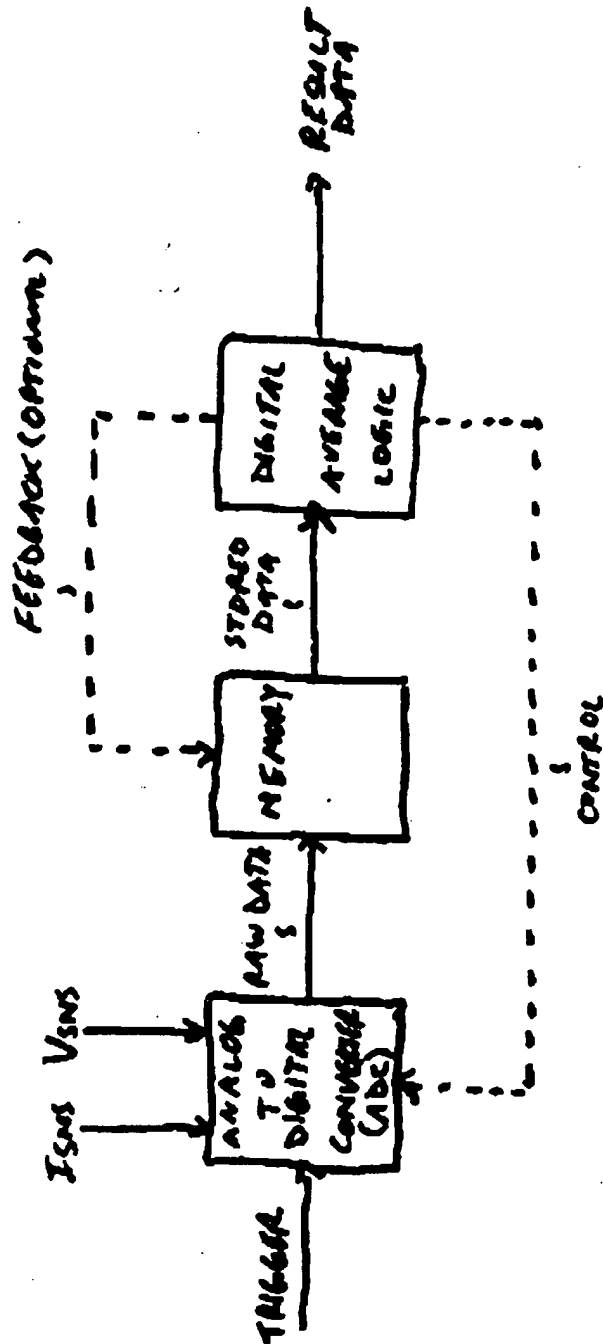 FEEDBACK (OPTIONAL)
ISNS
VSNS
TRIGGER
ANALOG
TO
DIGITAL
CONVERTER
(ADC)
RAW DATA
MEMORY
STORED
DATA
DIGITAL
AVERAGE
LOGIC
RESULT
DATA
CONTROL